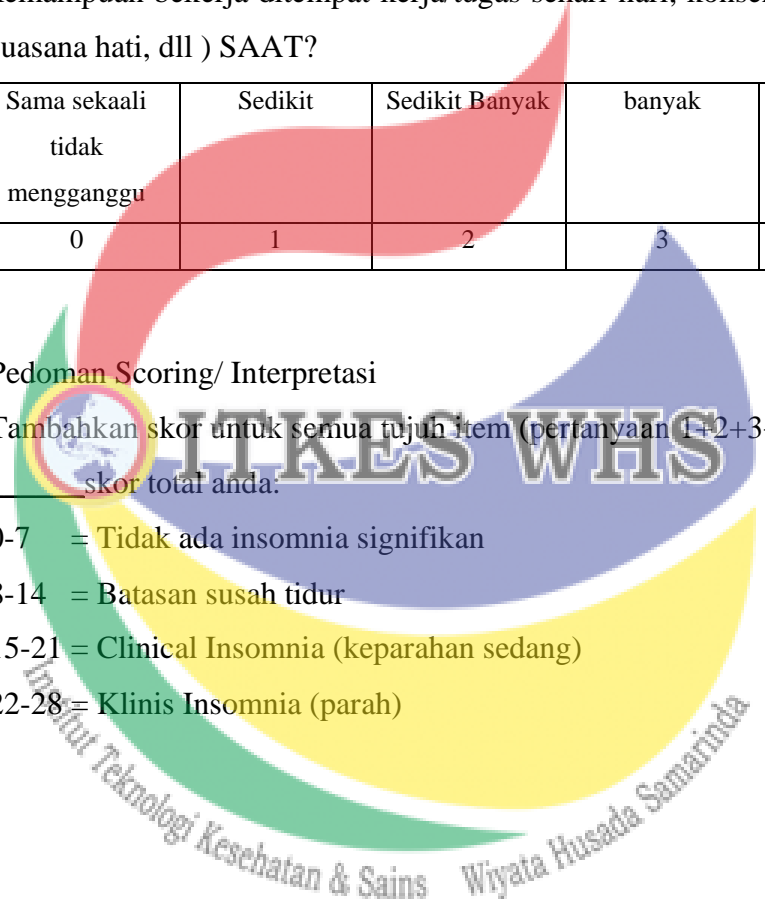 emampuan bekerja ditempat kerja/tugas sehari-hari, konsen
uasana hati, dll ) SAAT?
Sama sekaali tidak mengganggu Sedikit Sedikit Banyak banyak
0 1 2 3
Pedoman Scoring/ Interpretasi
Tambahkan skor untuk semua tujuh item (pertanyaan 1+2+3
skor total anda:
0-7 = Tidak ada insomnia signifikan
8-14 = Batasan susah tidur
15-21 = Clinical Insomnia (keparahan sedang)
22-28 = Klinis Insomnia (parah)
ITKES WHS
Institut Teknologi Kesehatan & Sains Wiyata Husada Samarinda